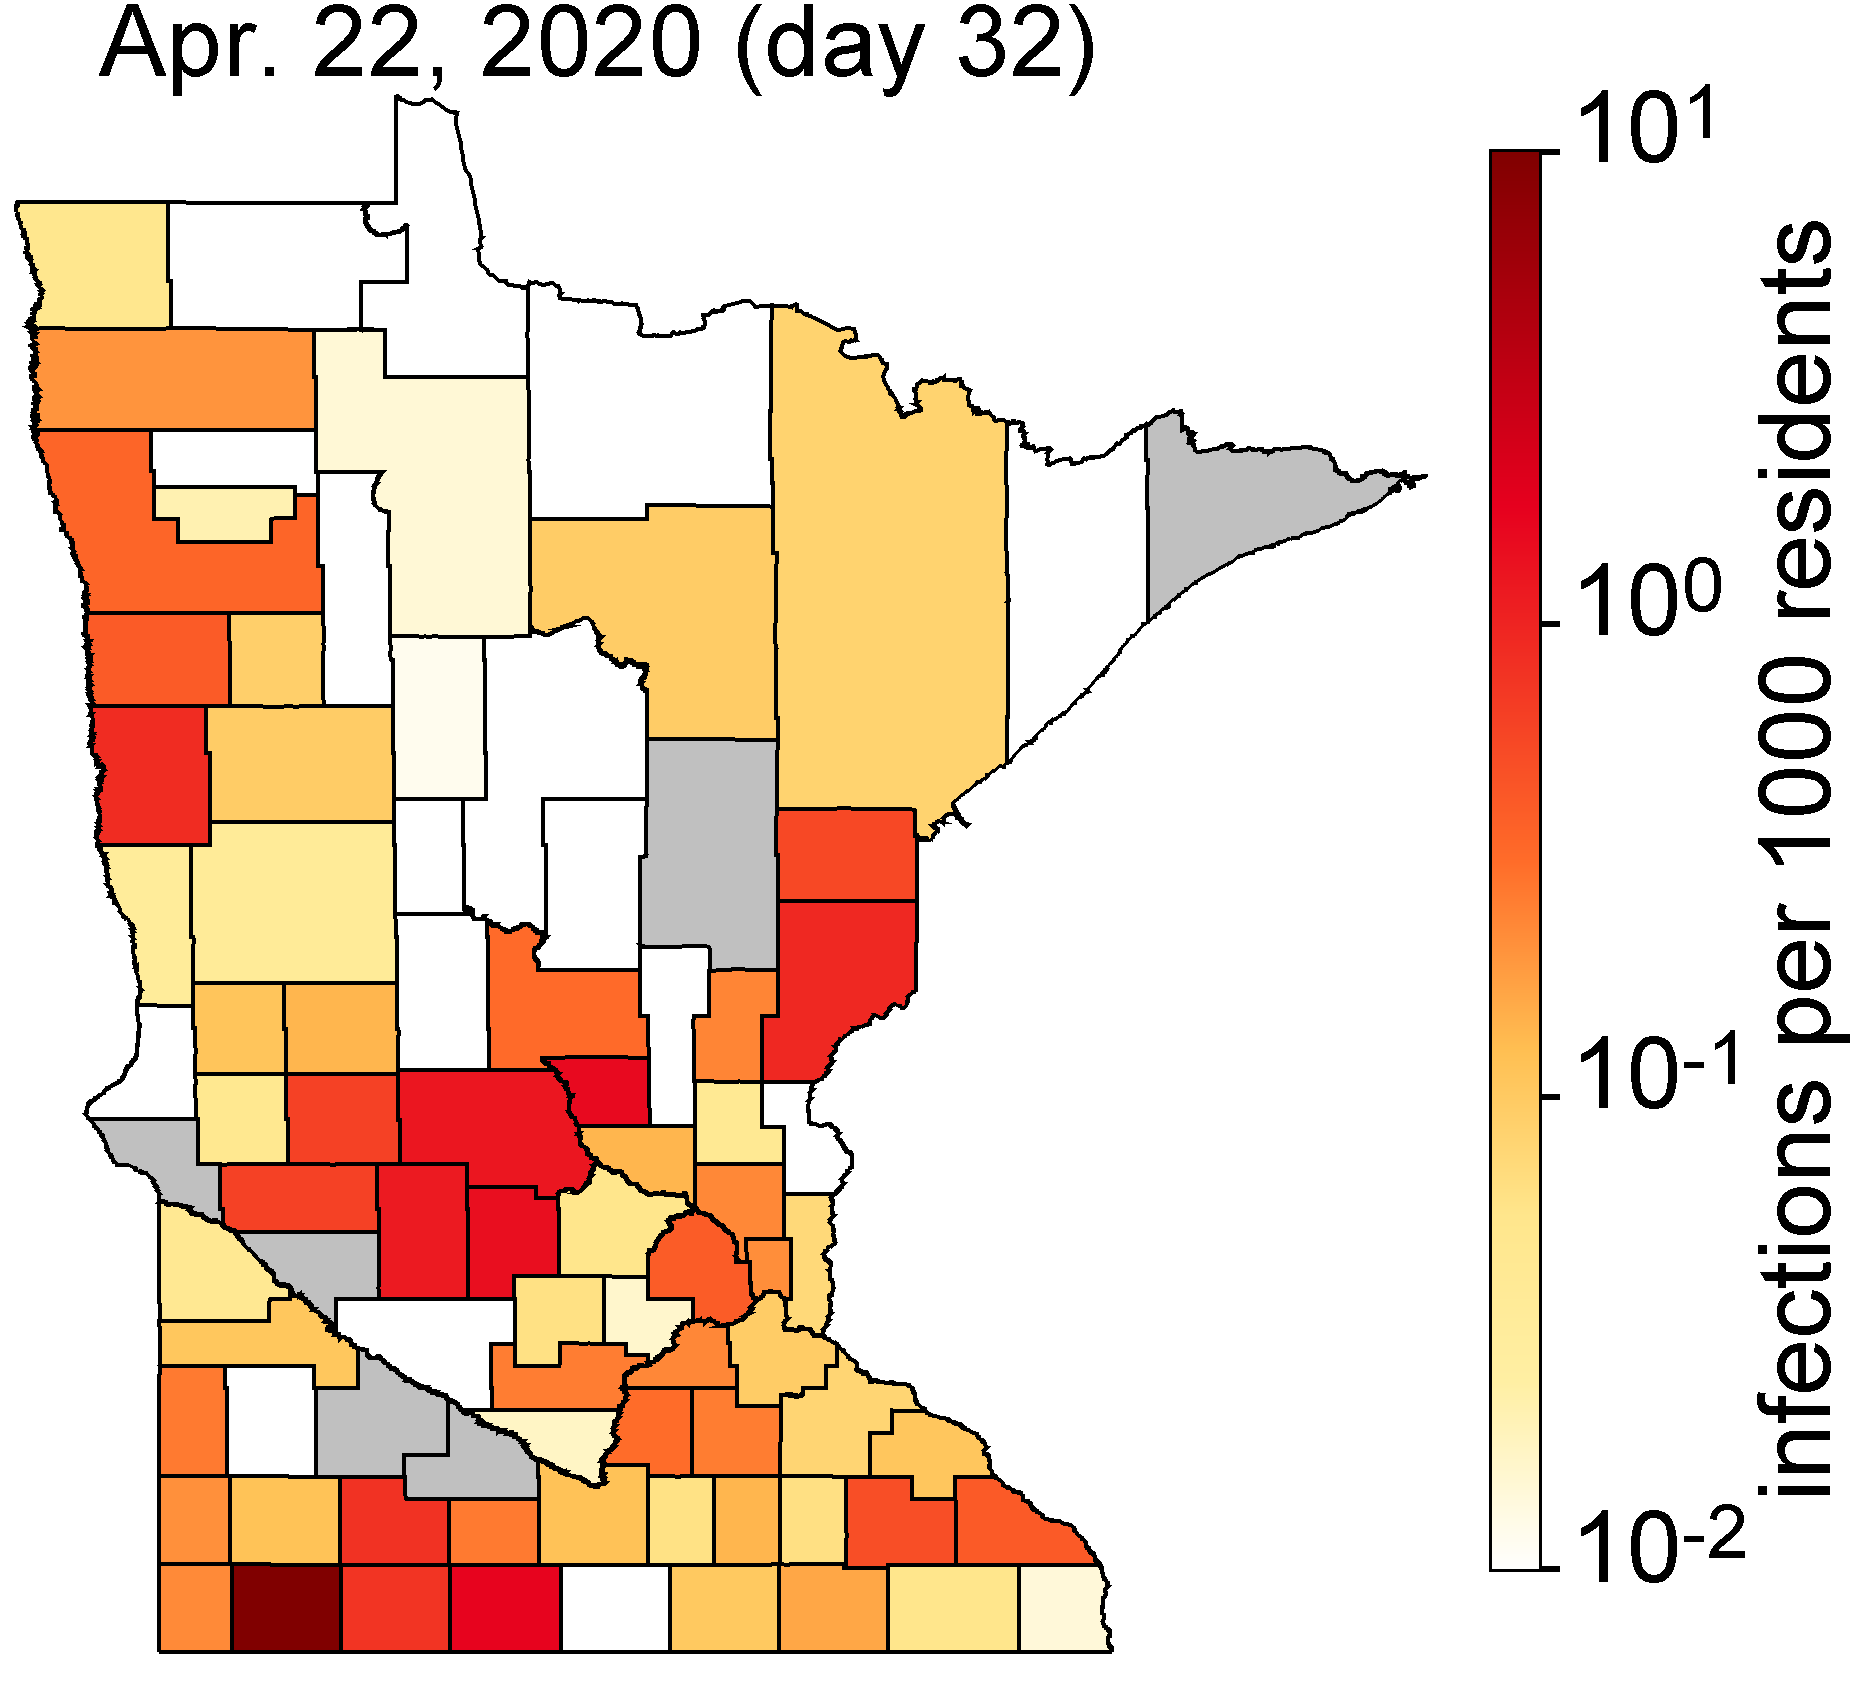 Apr. 22, 2020 (day 32)
10¹
10⁰
10⁻¹
10⁻²
infections per 1000 residents